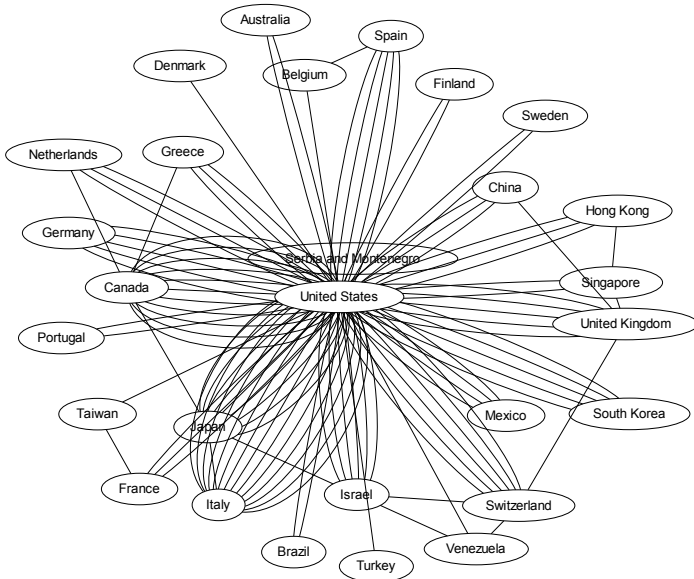 Australia
Spain
Denmark
Belgium
Finland
Sweden
Netherlands
Greece
China
Hong Kong
Germany
Serbia and Montenegro
Canada
United States
Singapore
United Kingdom
Portugal
Taiwan
Japan
Mexico
South Korea
France
Italy
Israel
Switzerland
Brazil
Turkey
Venezuela